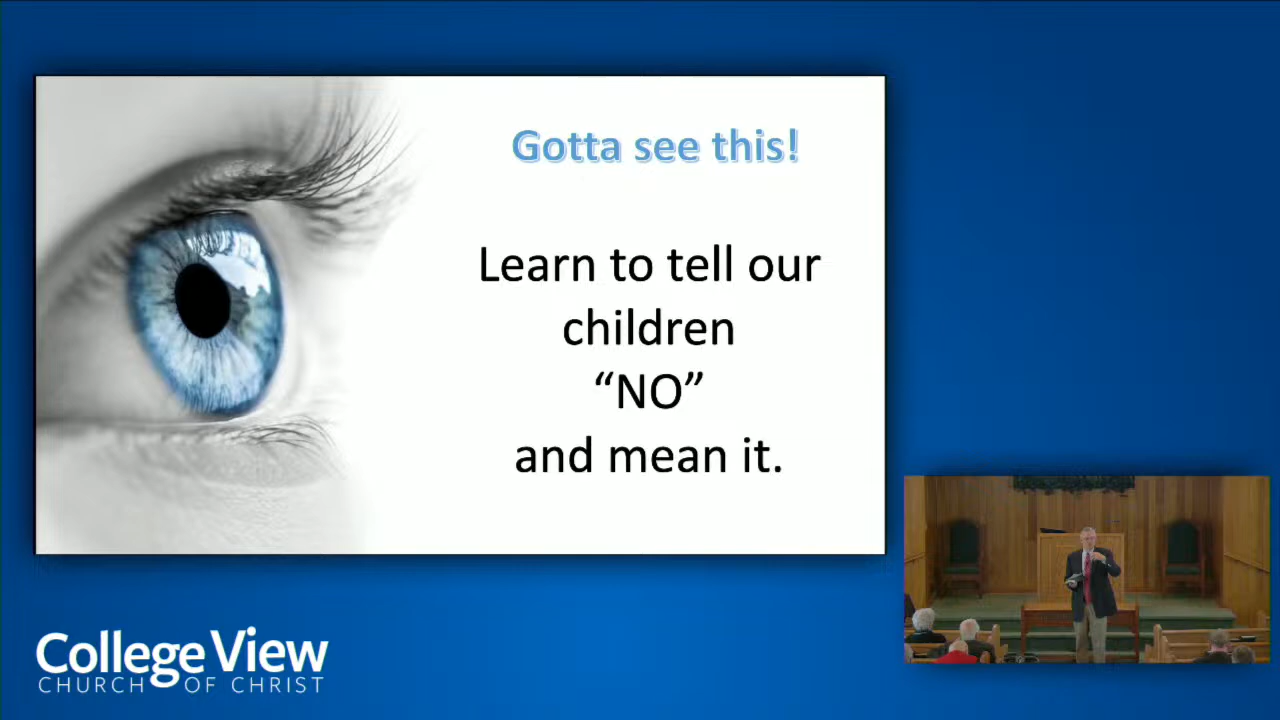 Gotta see this!
Learn to tell our
children
“NO”
and mean it.
College View
CHURCH OF CHRIST